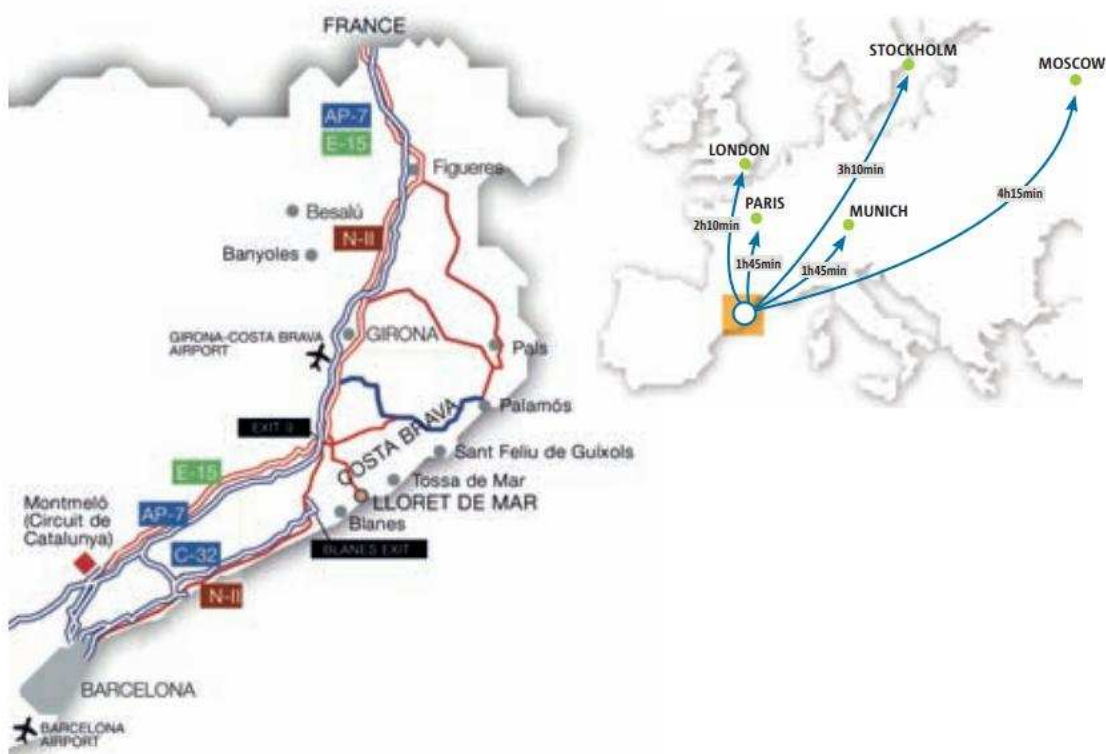 FRANCE
AP-7
E-15
Figueres
Besalú
N-II
Banyoles
GIRONA-COSTA BRAVA
AIRPORT
GIRONA
Pals
COSTA BRAVA
Palamós
EXIT 9
Sant Feliu de Guíxols
E-15
Tossa de Mar
LLORET DE MAR
Montmeló
(Circuit de
Catalunya)
AP-7
Blanes
BLANES EXIT
C-32
N-II
BARCELONA
BARCELONA
AIRPORT
STOCKHOLM
MOSCOW
LONDON
3h10min
4h15min
PARIS
MUNICH
2h10min
1h45min
1h45min